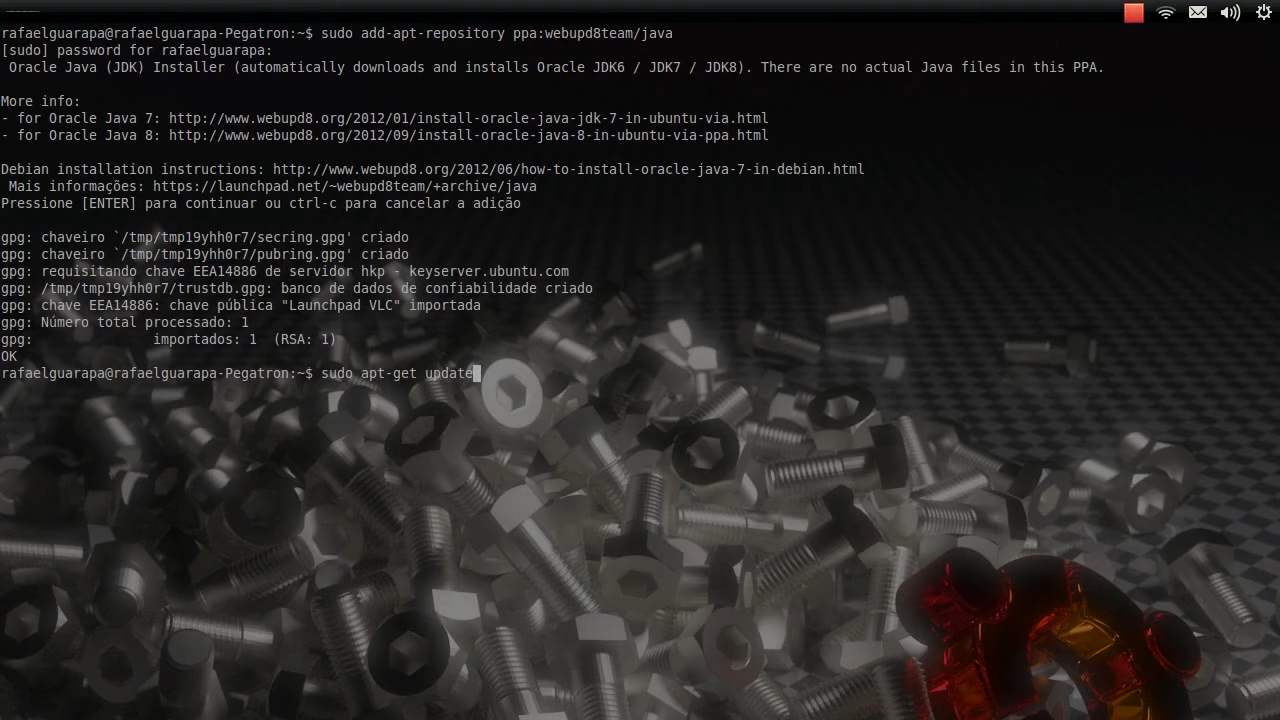 rafaelguarapa@rafaelguarapa-Pegatron:~$ sudo add-apt-repository ppa:webupd8team/java
[sudo] password for rafaelguarapa:
 Oracle Java (JDK) Installer (automatically downloads and installs Oracle JDK6 / JDK7 / JDK8). There are no actual Java files in this PPA.
More info:
- for Oracle Java 7: http://www.webupd8.org/2012/01/install-oracle-java-jdk-7-in-ubuntu-via.html
- for Oracle Java 8: http://www.webupd8.org/2012/09/install-oracle-java-8-in-ubuntu-via-ppa.html
Debian installation instructions: http://www.webupd8.org/2012/06/how-to-install-oracle-java-7-in-debian.html
 Mais informações: https://launchpad.net/~webupd8team/+archive/java
Pressione [ENTER] para continuar ou ctrl-c para cancelar a adição
gpg: chaveiro `/tmp/tmp19yhh0r7/secring.gpg' criado
gpg: chaveiro `/tmp/tmp19yhh0r7/pubring.gpg' criado
gpg: requisitando chave EEA14886 de servidor hkp - keyserver.ubuntu.com
gpg: /tmp/tmp19yhh0r7/trustdb.gpg: banco de dados de confiabilidade criado
gpg: chave EEA14886: chave pública "Launchpad VLC" importada
gpg: Número total processado: 1
gpg:               importados: 1  (RSA: 1)
OK
rafaelguarapa@rafaelguarapa-Pegatron:~$ sudo apt-get update